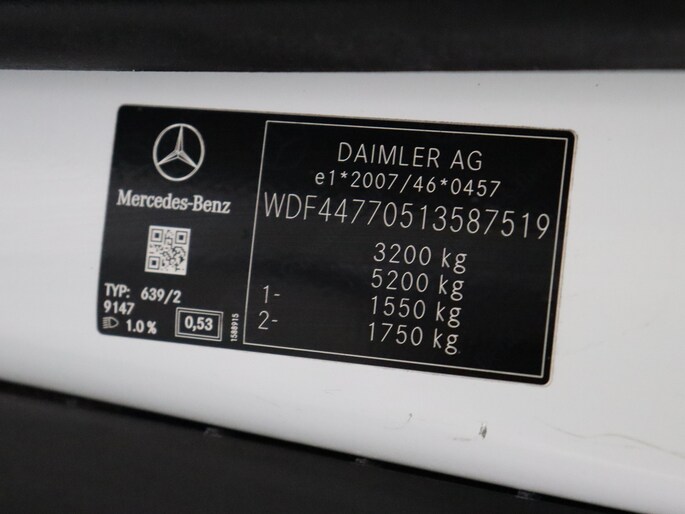 Mercedes-Benz
TYP: 639/2
9147
1.0 %
0,53
1588915
DAIMLER AG
e1*2007/46*0457
WDF44770513587519
3200 kg
5200 kg
1- 1550 kg
2- 1750 kg